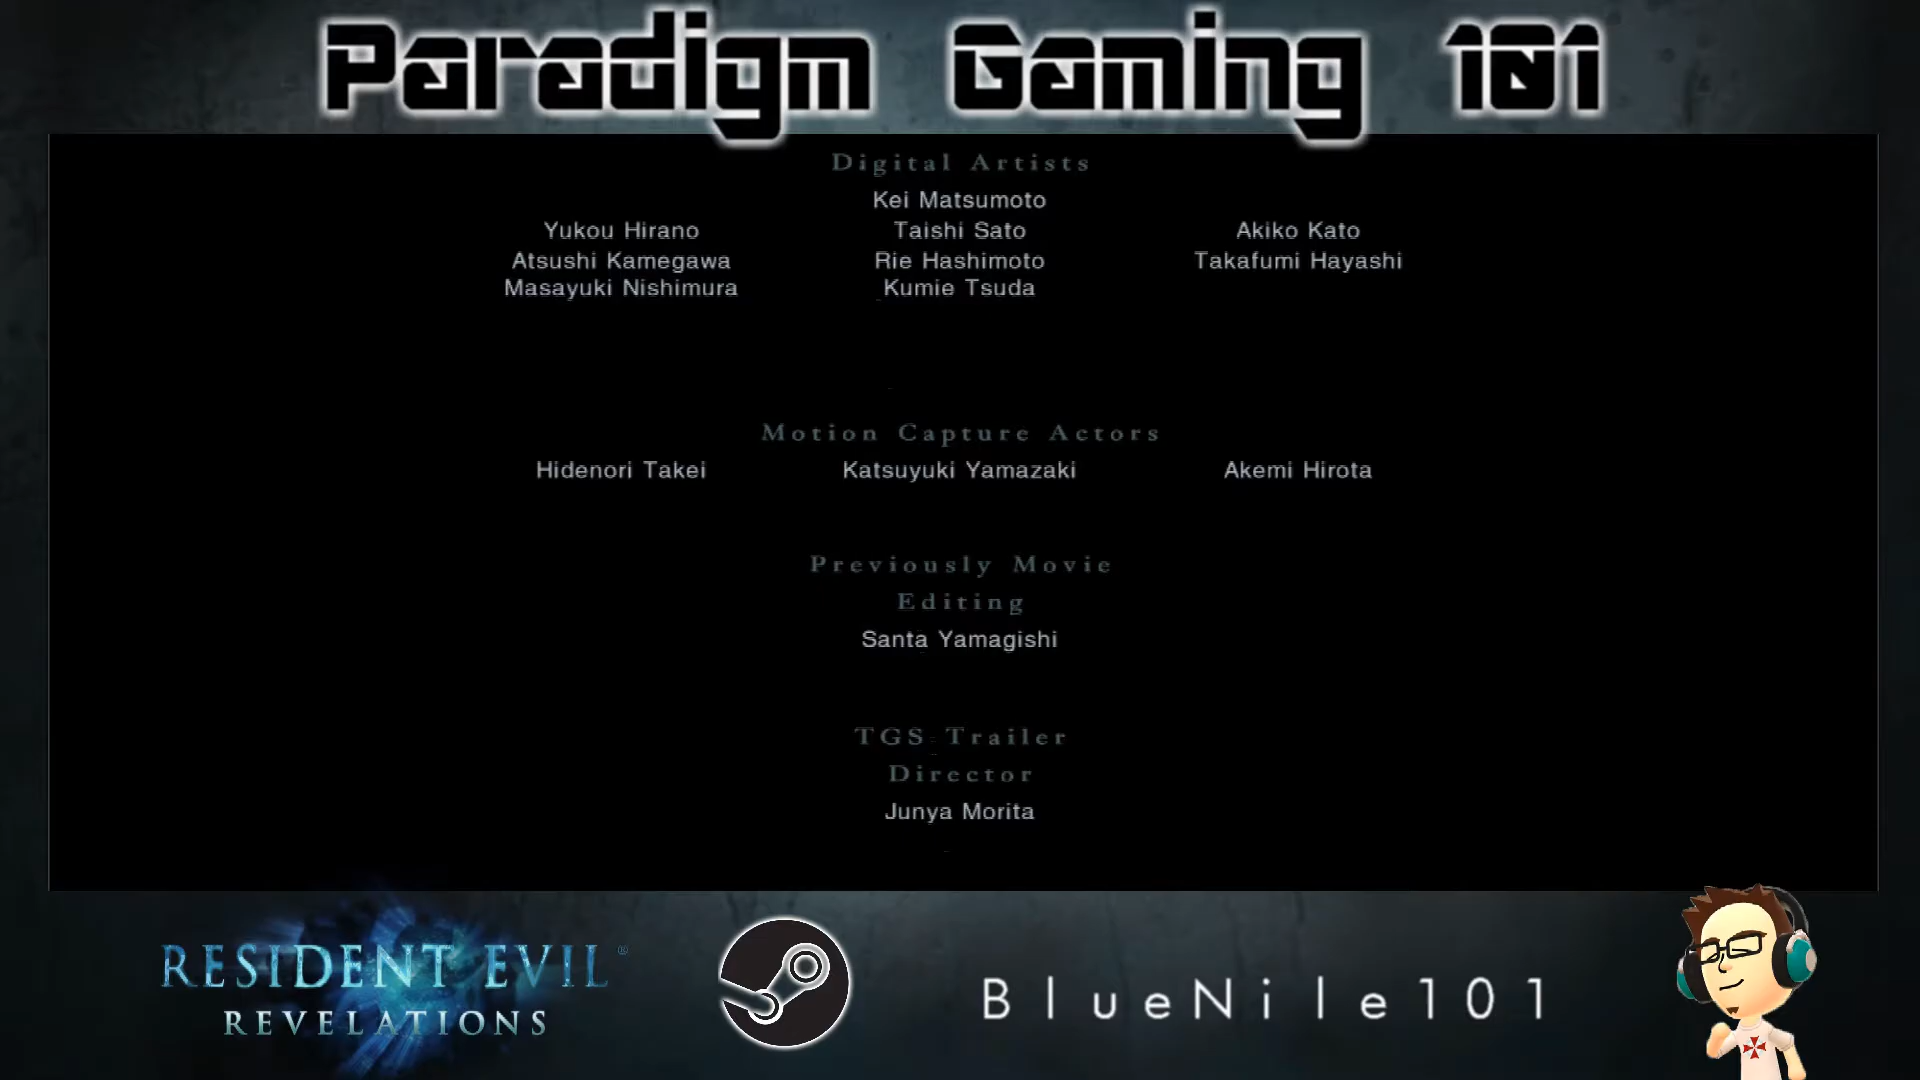 Paradigm Gaming 101
Digital Artists
Kei Matsumoto
Yukou Hirano Taishi Sato Akiko Kato
Atsushi Kamegawa Rie Hashimoto Takafumi Hayashi
Masayuki Nishimura Kumie Tsuda
Motion Capture Actors
Hidenori Takei Katsuyuki Yamazaki Akemi Hirota
Previously Movie
Editing
Santa Yamagishi
TGS Trailer
Director
Junya Morita
RESIDENT EVIL®
REVELATIONS
BlueNile101